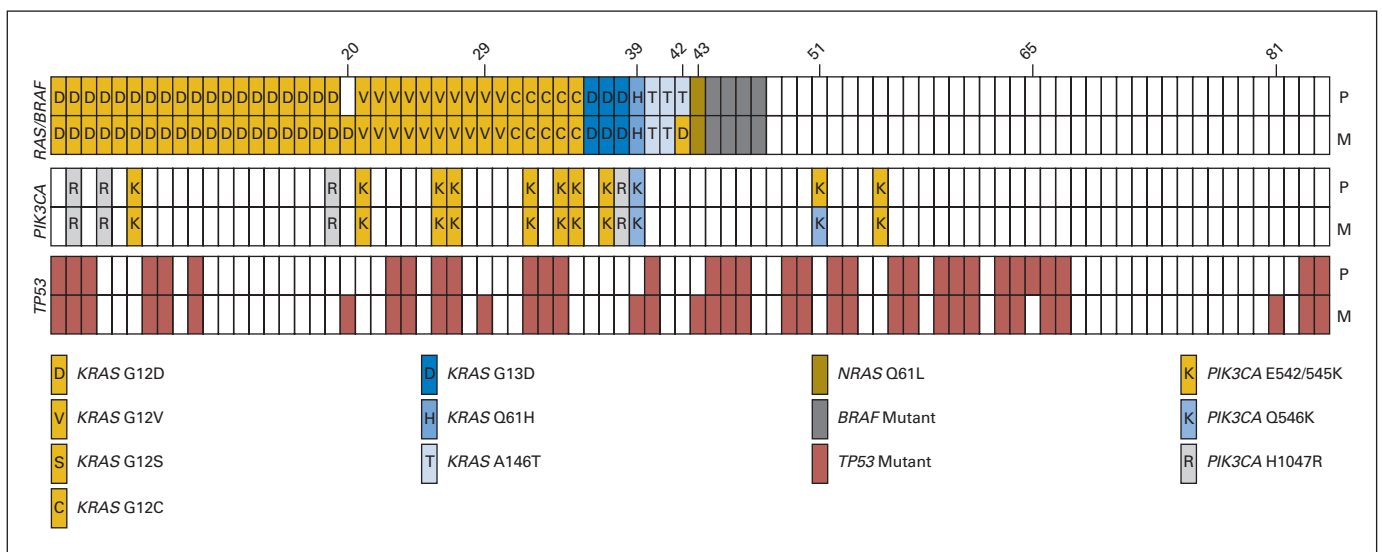 20 29 39 42 43 51 65 81
RAS/BRAF
D D D D D D D D D D D D D D D D D D D V V V V V V V V V V C C C C C D D D H T T T P
D D D D D D D D D D D D D D D D D D D D V V V V V V V V V V C C C C C D D D H T T D M
PIK3CA
R R K R K K K K K K K R K K K P
R R K R K K K K K K K R K K K M
TP53
P
M
D KRAS G12D
V KRAS G12V
S KRAS G12S
C KRAS G12C
D KRAS G13D
H KRAS Q61H
T KRAS A146T
NRAS Q61L
BRAF Mutant
TP53 Mutant
K PIK3CA E542/545K
K PIK3CA Q546K
R PIK3CA H1047R